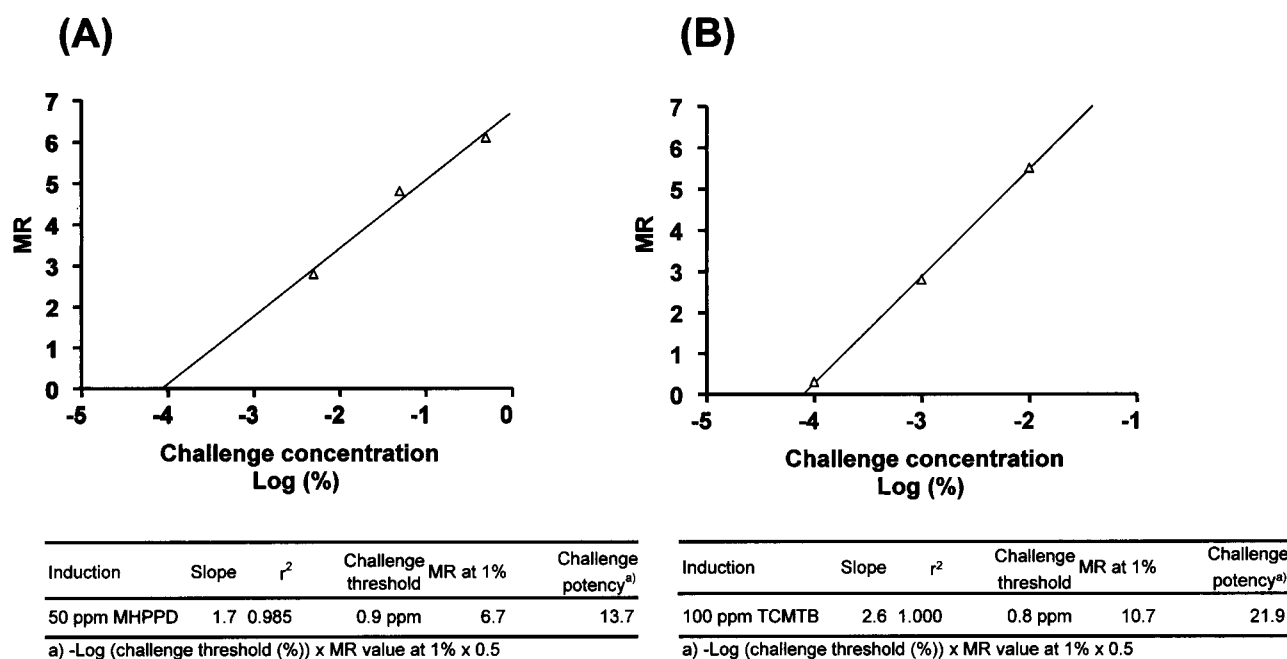 (A)
(B)
7
6
5
4
3
2
1
0
MR
-5 -4 -3 -2 -1 0
Challenge concentration
Log (%)
7
6
5
4
3
2
1
0
MR
-5 -4 -3 -2 -1
Challenge concentration
Log (%)
Induction Slope r² Challenge threshold MR at 1% Challenge potency a)
50 ppm MHPPD 1.7 0.985 0.9 ppm 6.7 13.7
a) -Log (challenge threshold (%)) x MR value at 1% x 0.5
Induction Slope r² Challenge threshold MR at 1% Challenge potency a)
100 ppm TCMTB 2.6 1.000 0.8 ppm 10.7 21.9
a) -Log (challenge threshold (%)) x MR value at 1% x 0.5